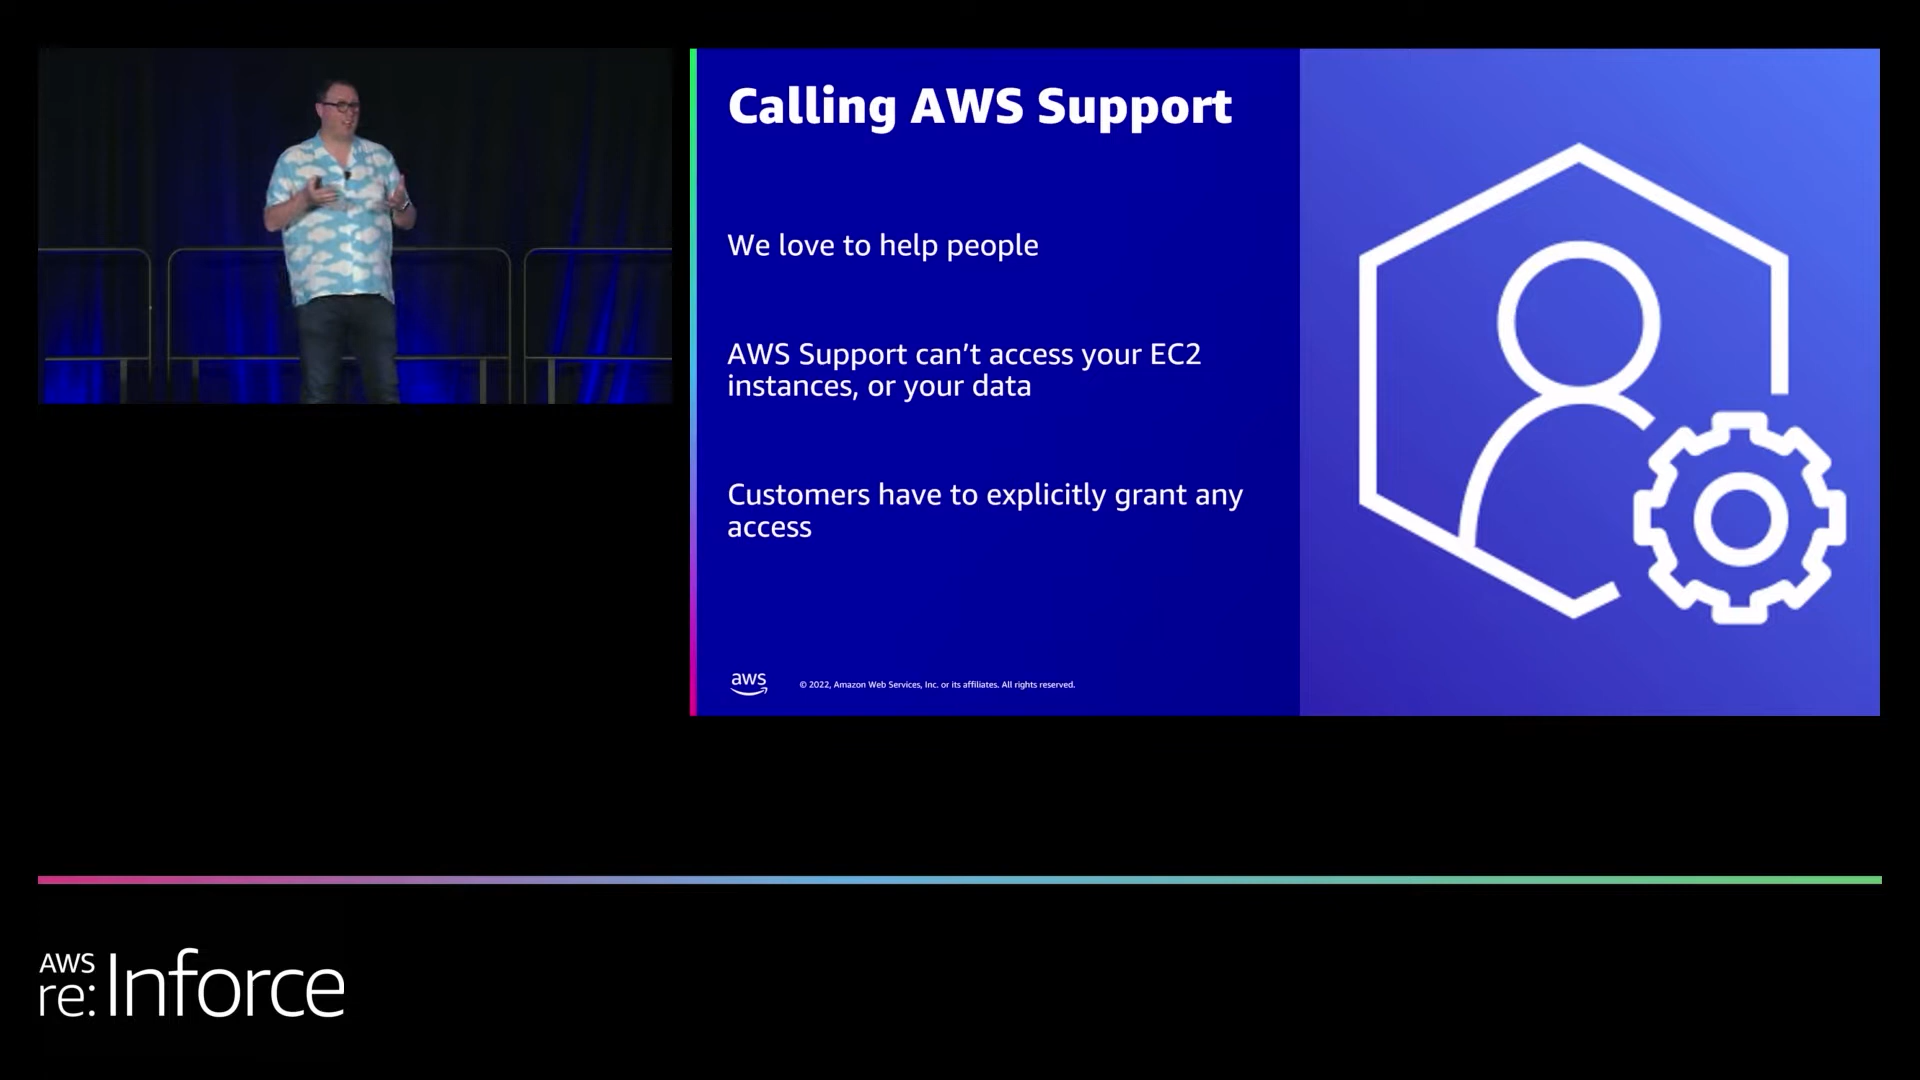 Calling AWS Support
We love to help people
AWS Support can’t access your EC2
instances, or your data
Customers have to explicitly grant any
access
aws
© 2022, Amazon Web Services, Inc. or its affiliates. All rights reserved.
AWS
re:Inforce